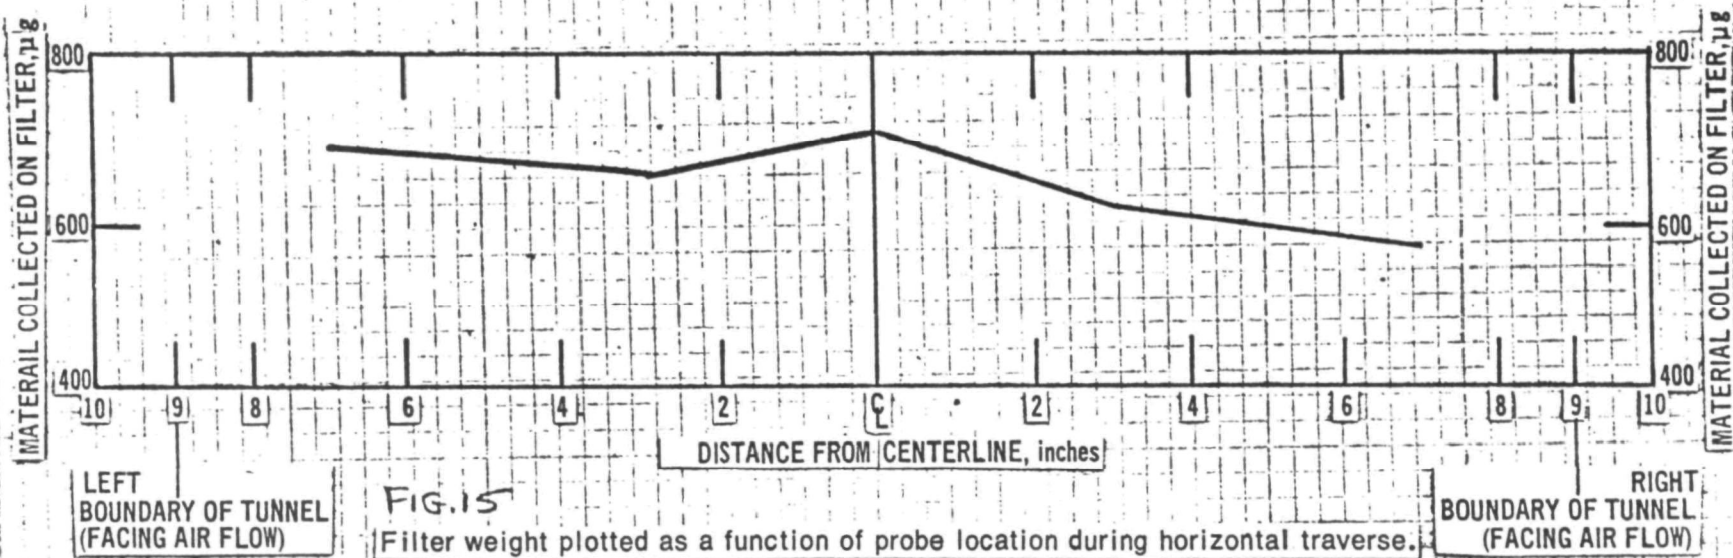 MATERAIL COLLECTED ON FILTER,µg
800
600
400
10 9 8 6 4 2 ℄ 2 4 6 8 9 10
800
600
400
MATERIAL COLLECTED ON FILTER,µg
DISTANCE FROM CENTERLINE, inches
LEFT
BOUNDARY OF TUNNEL
(FACING AIR FLOW)
RIGHT
BOUNDARY OF TUNNEL
(FACING AIR FLOW)
FIG.15
Filter weight plotted as a function of probe location during horizontal traverse.